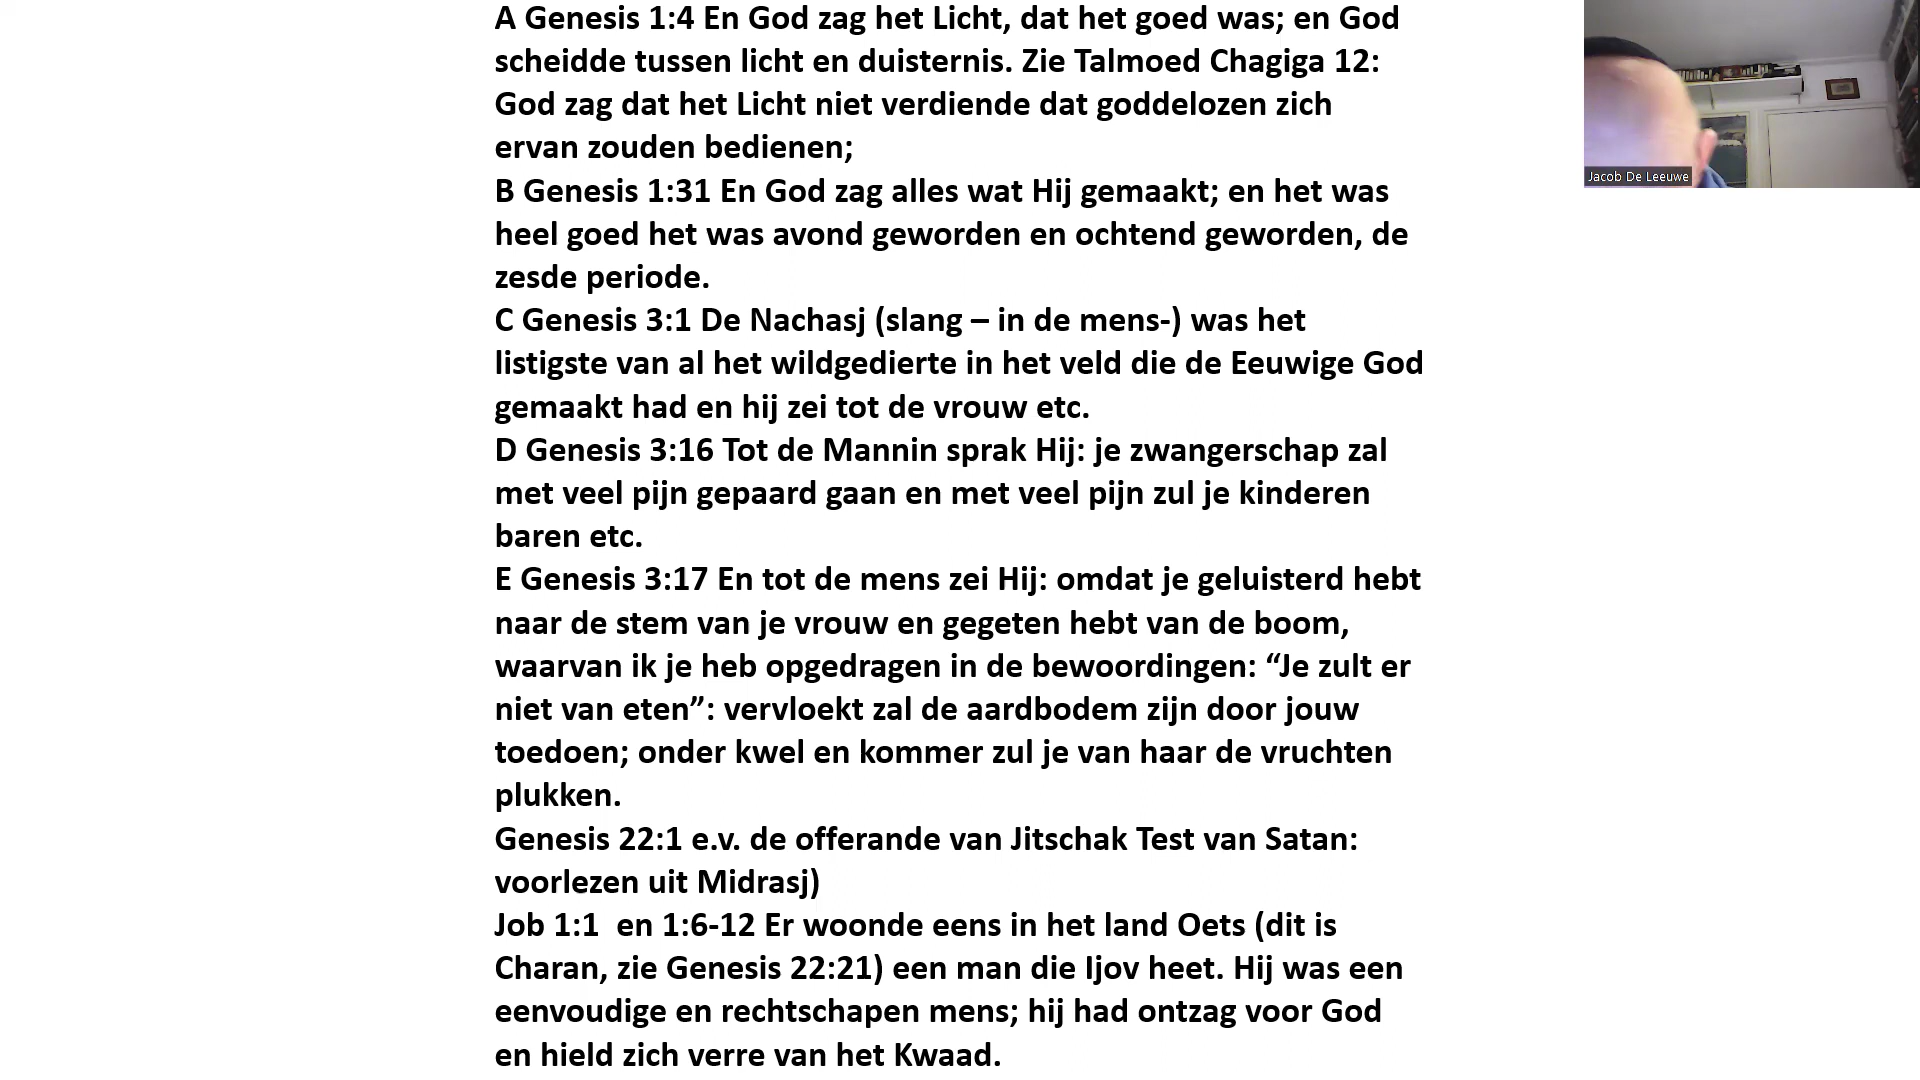 A Genesis 1:4 En God zag het Licht, dat het goed was; en God
scheidde tussen licht en duisternis. Zie Talmoed Chagiga 12:
God zag dat het Licht niet verdiende dat goddelozen zich
ervan zouden bedienen;
B Genesis 1:31 En God zag alles wat Hij gemaakt; en het was
heel goed het was avond geworden en ochtend geworden, de
zesde periode.
C Genesis 3:1 De Nachasj (slang – in de mens-) was het
listigste van al het wildgedierte in het veld die de Eeuwige God
gemaakt had en hij zei tot de vrouw etc.
D Genesis 3:16 Tot de Mannin sprak Hij: je zwangerschap zal
met veel pijn gepaard gaan en met veel pijn zul je kinderen
baren etc.
E Genesis 3:17 En tot de mens zei Hij: omdat je geluisterd hebt
naar de stem van je vrouw en gegeten hebt van de boom,
waarvan ik je heb opgedragen in de bewoordingen: “Je zult er
niet van eten”: vervloekt zal de aardbodem zijn door jouw
toedoen; onder kwel en kommer zul je van haar de vruchten
plukken.
Genesis 22:1 e.v. de offerande van Jitschak Test van Satan:
voorlezen uit Midrasj)
Job 1:1  en 1:6-12 Er woonde eens in het land Oets (dit is
Charan, zie Genesis 22:21) een man die Ijov heet. Hij was een
eenvoudige en rechtschapen mens; hij had ontzag voor God
en hield zich verre van het Kwaad.
Jacob De Leeuwe